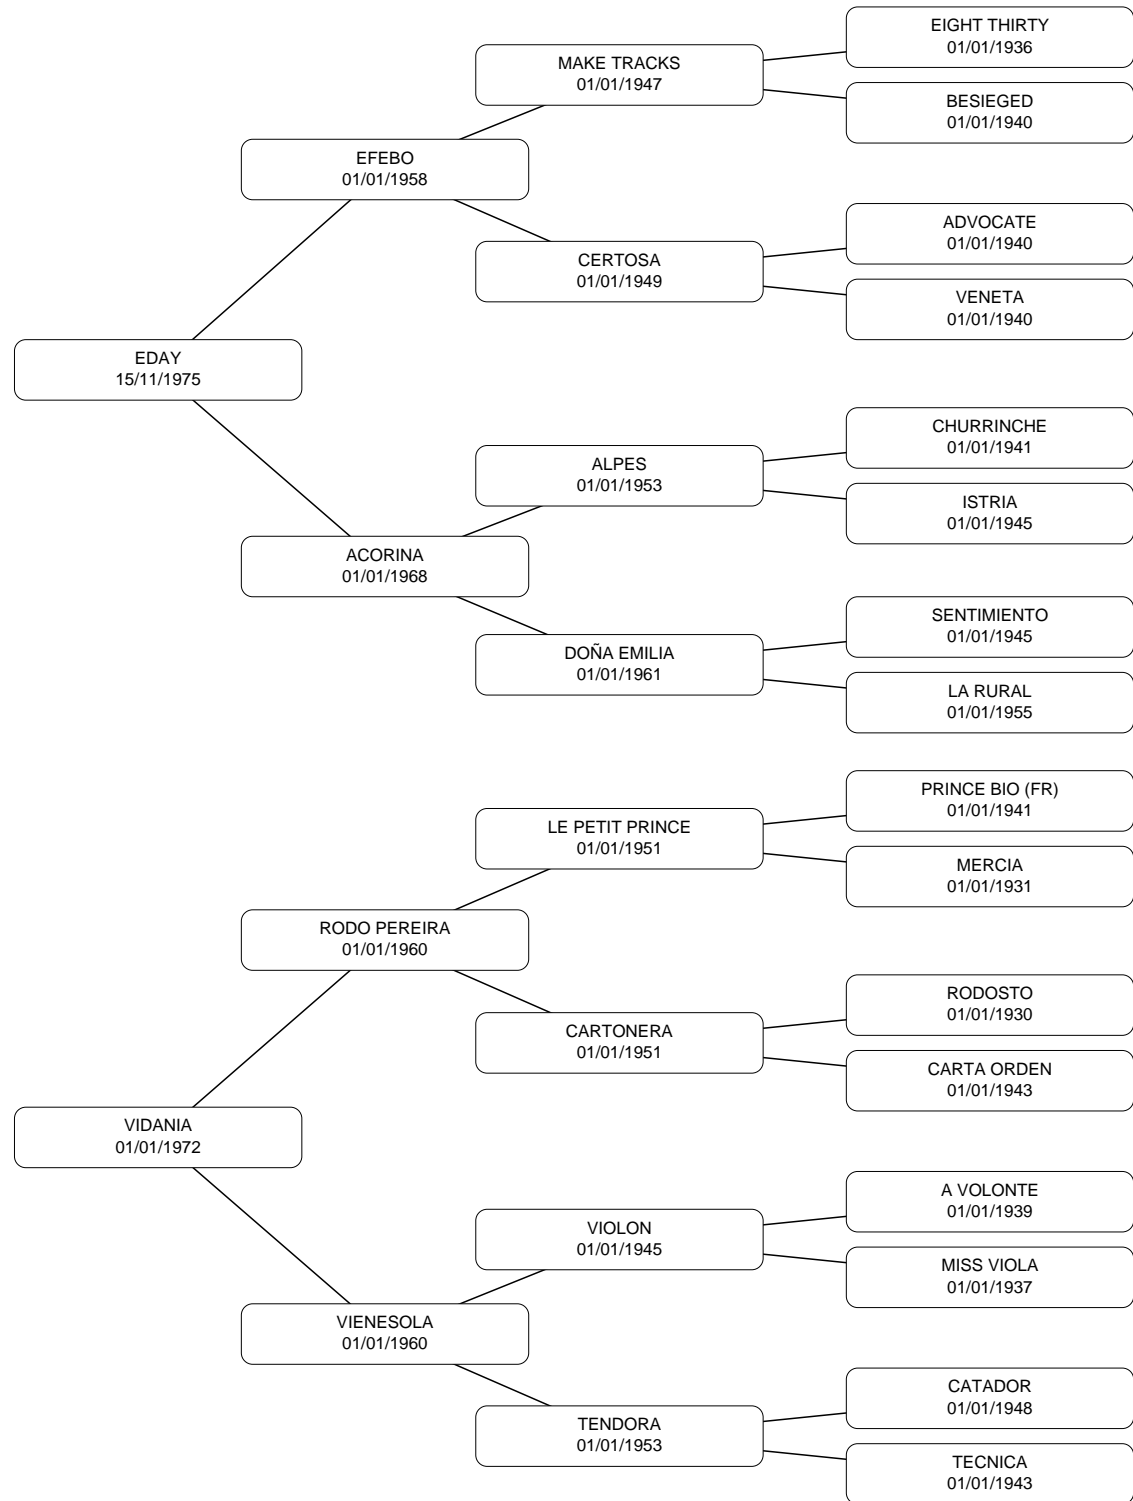 EIGHT THIRTY
01/01/1936
MAKE TRACKS
01/01/1947
BESIEGED
01/01/1940
EFEBO
01/01/1958
ADVOCATE
01/01/1940
CERTOSA
01/01/1949
VENETA
01/01/1940
EDAY
15/11/1975
CHURRINCHE
01/01/1941
ALPES
01/01/1953
ISTRIA
01/01/1945
ACORINA
01/01/1968
SENTIMIENTO
01/01/1945
DOÑA EMILIA
01/01/1961
LA RURAL
01/01/1955
PRINCE BIO (FR)
01/01/1941
LE PETIT PRINCE
01/01/1951
MERCIA
01/01/1931
RODO PEREIRA
01/01/1960
RODOSTO
01/01/1930
CARTONERA
01/01/1951
CARTA ORDEN
01/01/1943
VIDANIA
01/01/1972
A VOLONTE
01/01/1939
VIOLON
01/01/1945
MISS VIOLA
01/01/1937
VIENESOLA
01/01/1960
CATADOR
01/01/1948
TENDORA
01/01/1953
TECNICA
01/01/1943